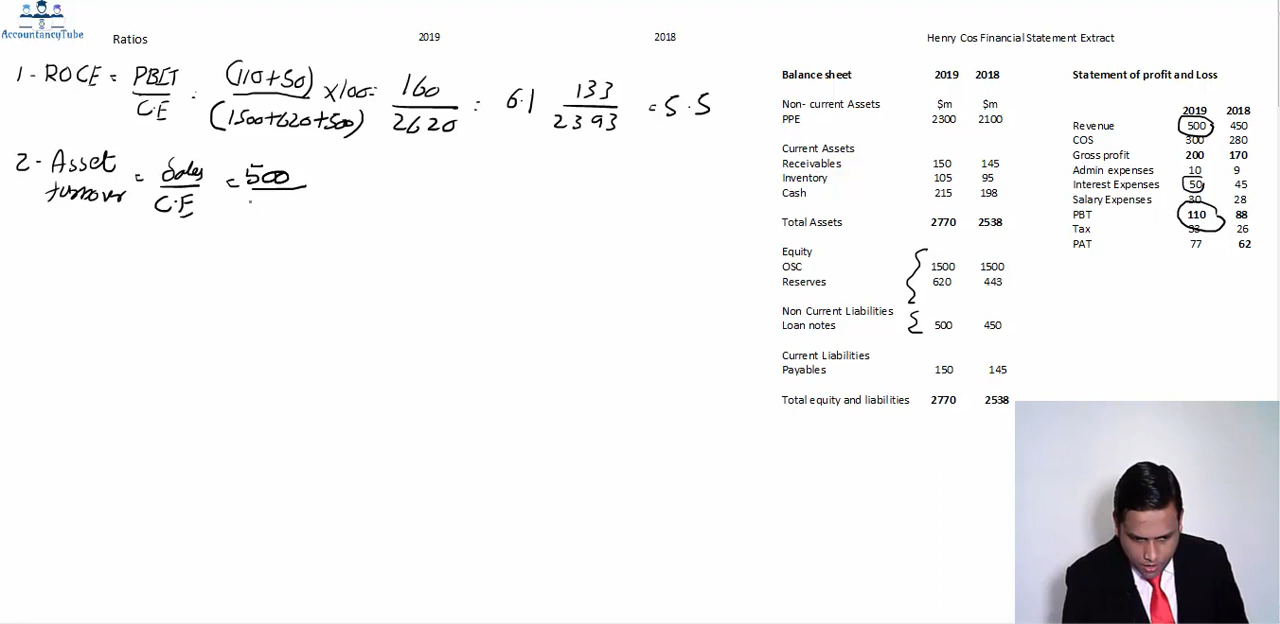 AccountancyTube
Ratios 2019 2018
1 - ROCE = PBIT / C.E = (110+50) / (1500+620+500) X100= 160 / 2620 = 6.1 133 / 2393 = 5.5
2 - Asset turnover = Sales / C.E = 500
Henry Cos Financial Statement Extract
Balance sheet 2019 2018
Non- current Assets $m $m
PPE 2300 2100
Current Assets
Receivables 150 145
Inventory 105 95
Cash 215 198
Total Assets 2770 2538
Equity
OSC 1500 1500
Reserves 620 443
Non Current Liabilities
Loan notes 500 450
Current Liabilities
Payables 150 145
Total equity and liabilities 2770 2538
Statement of profit and Loss
2019 2018
Revenue 500 450
COS 300 280
Gross profit 200 170
Admin expenses 10 9
Interest Expenses 50 45
Salary Expenses 30 28
PBT 110 88
Tax 33 26
PAT 77 62